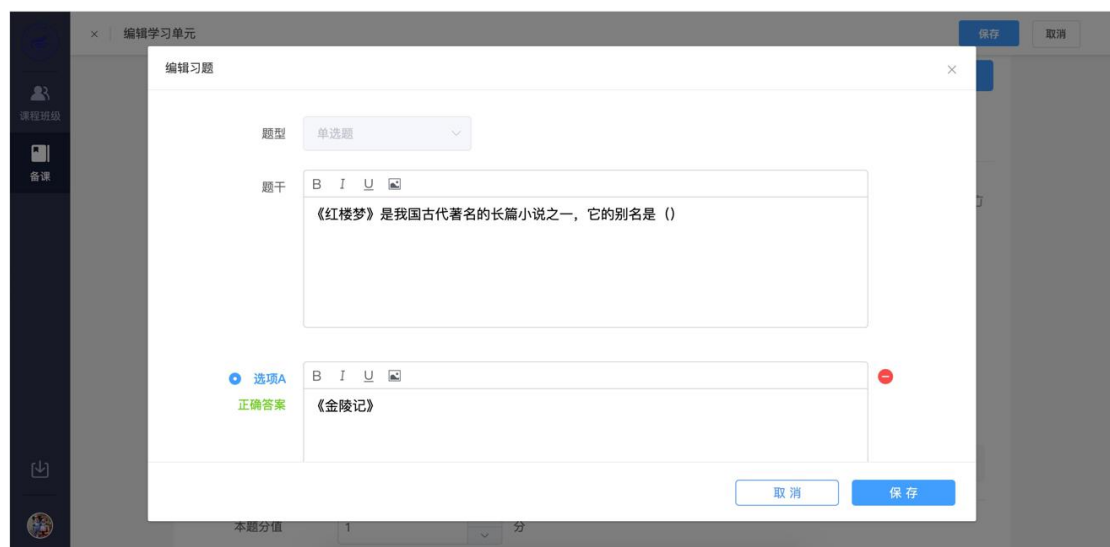 × 编辑学习单元
保存 取消
课程班级
备课
编辑习题
题型 单选题
题干 B I U
《红楼梦》是我国古代著名的长篇小说之一，它的别名是（）
选项A B I U
正确答案 《金陵记》
取消 保存
本题分值 1 分